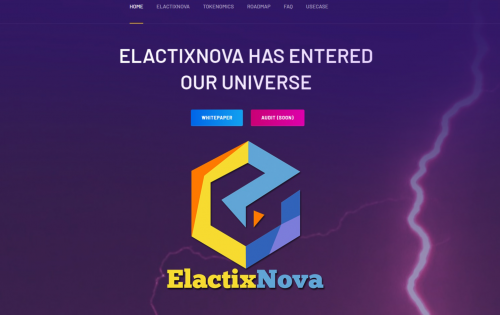 HOME ELACTIXNOVA TOKENOMICS ROADMAP FAQ USECASE
ELACTIXNOVA HAS ENTERED
OUR UNIVERSE
WHITEPAPER AUDIT (SOON)
ElactixNova